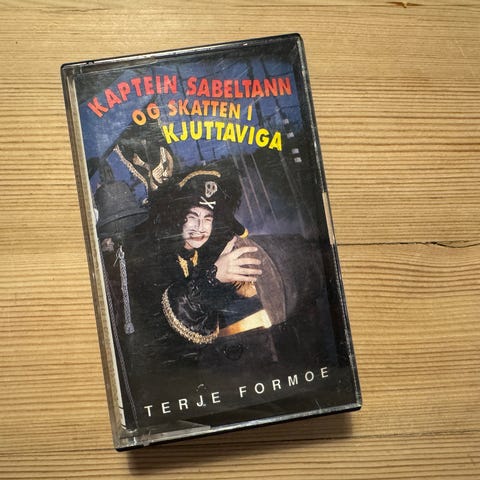 KAPTEIN SABELTANN
OG SKATTEN I
KJUTTAVIGA
TERJE FORMOE